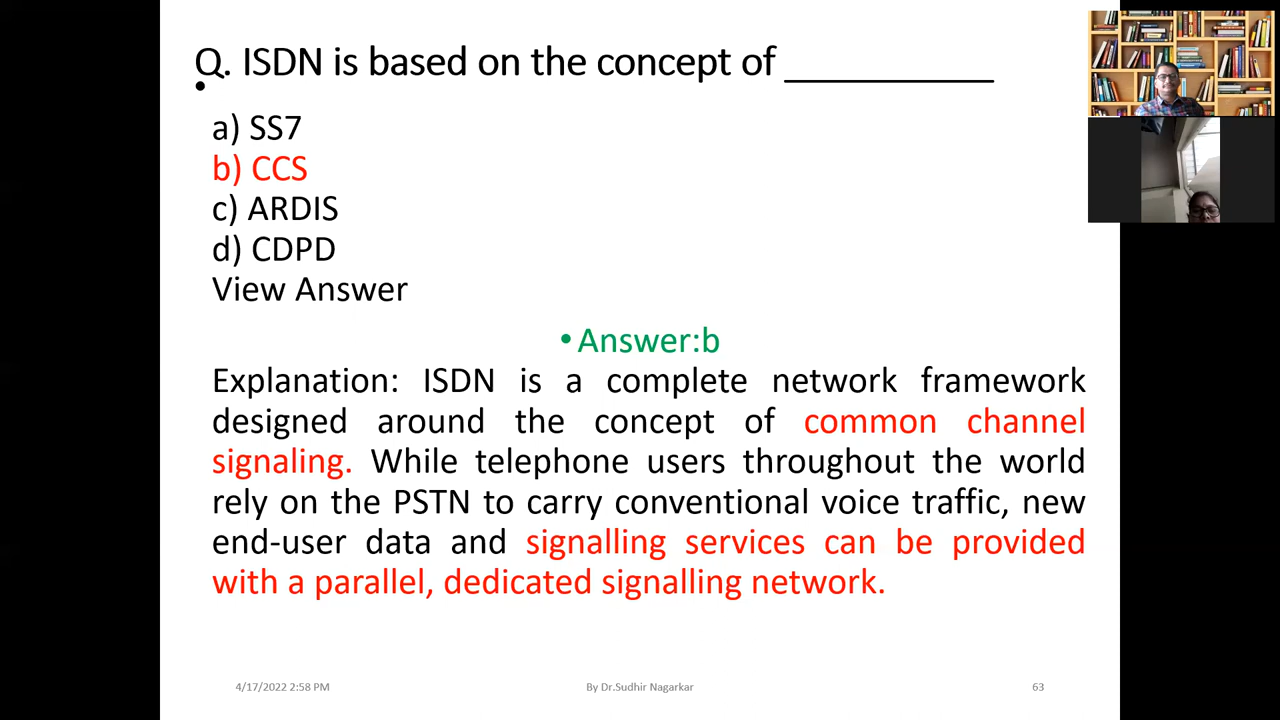 Q. ISDN is based on the concept of __________
•
a) SS7
b) CCS
c) ARDIS
d) CDPD
View Answer
•Answer:b
Explanation: ISDN is a complete network framework
designed around the concept of common channel
signaling. While telephone users throughout the world
rely on the PSTN to carry conventional voice traffic, new
end-user data and signalling services can be provided
with a parallel, dedicated signalling network.
4/17/2022 2:58 PM
By Dr.Sudhir Nagarkar
63